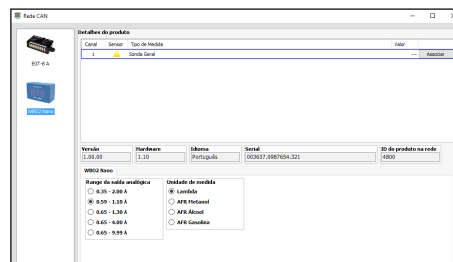 Rede CAN
Detalhes do produto
Canal Sensor Tipo de Medida Valor
1 Sonda Geral --- Associar
EGT-8 A
WBO2 Nano
Versão Hardware Idioma Serial ID do produto na rede
1.00.00 1.10 Português 003637.0987654.321 4800
WBO2 Nano
Range da saída analógica Unidade de medida
0.35 - 2.00 λ Lambda
0.59 - 1.10 λ AFR Metanol
0.65 - 1.30 λ AFR Álcool
0.65 - 4.00 λ AFR Gasolina
0.65 - 9.99 λ